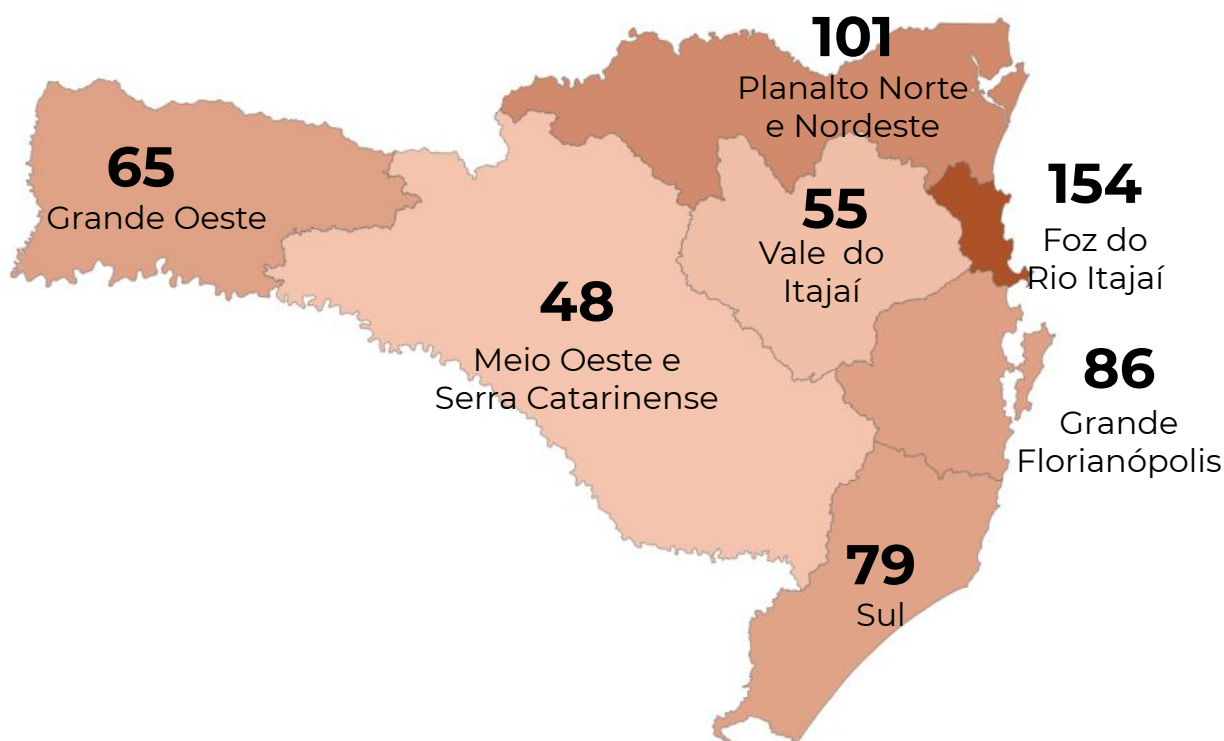 101
Planalto Norte
e Nordeste
65
Grande Oeste
154
Foz do
Rio Itajaí
55
Vale do
Itajaí
48
Meio Oeste e
Serra Catarinense
86
Grande
Florianópolis
79
Sul